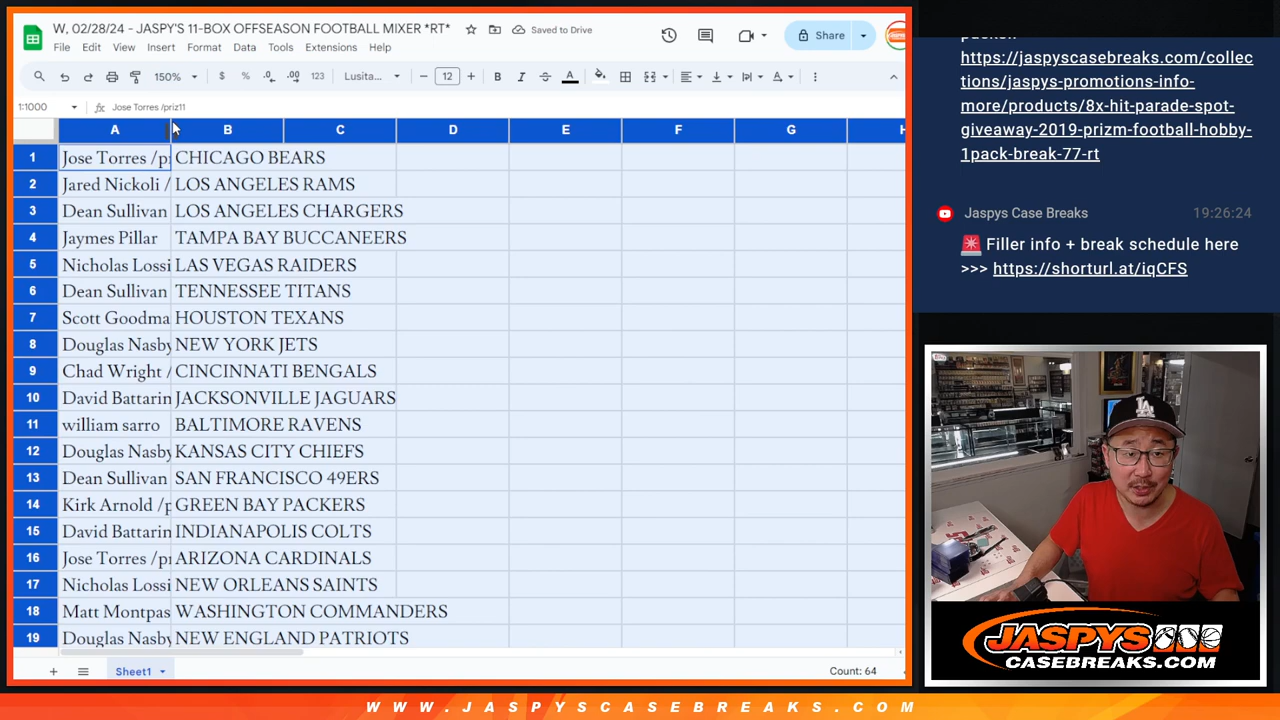 W, 02/28/24 - JASPY'S 11-BOX OFFSEASON FOOTBALL MIXER *RT*
Saved to Drive
File Edit View Insert Format Data Tools Extensions Help
Share
150% $ % .0 .00 123 Lusita... 12 B I A
1:1000 fx Jose Torres /priz11
A B C D E F G H
1 Jose Torres /pr CHICAGO BEARS
2 Jared Nickoli / LOS ANGELES RAMS
3 Dean Sullivan LOS ANGELES CHARGERS
4 Jaymes Pillar TAMPA BAY BUCCANEERS
5 Nicholas Lossi LAS VEGAS RAIDERS
6 Dean Sullivan TENNESSEE TITANS
7 Scott Goodma HOUSTON TEXANS
8 Douglas Nasby NEW YORK JETS
9 Chad Wright / CINCINNATI BENGALS
10 David Battarin JACKSONVILLE JAGUARS
11 william sarro BALTIMORE RAVENS
12 Douglas Nasby KANSAS CITY CHIEFS
13 Dean Sullivan SAN FRANCISCO 49ERS
14 Kirk Arnold /p GREEN BAY PACKERS
15 David Battarin INDIANAPOLIS COLTS
16 Jose Torres /pr ARIZONA CARDINALS
17 Nicholas Lossi NEW ORLEANS SAINTS
18 Matt Montpas WASHINGTON COMMANDERS
19 Douglas Nasby NEW ENGLAND PATRIOTS
Sheet1
Count: 64
https://jaspyscasebreaks.com/collec
tions/jaspys-promotions-info-
more/products/8x-hit-parade-spot-
giveaway-2019-prizm-football-hobby-
1pack-break-77-rt
Jaspys Case Breaks 19:26:24
Filler info + break schedule here
>>> https://shorturl.at/iqCFS
LA
JASPYS
CASEBREAKS.COM
WWW.JASPYSCASEBREAKS.COM